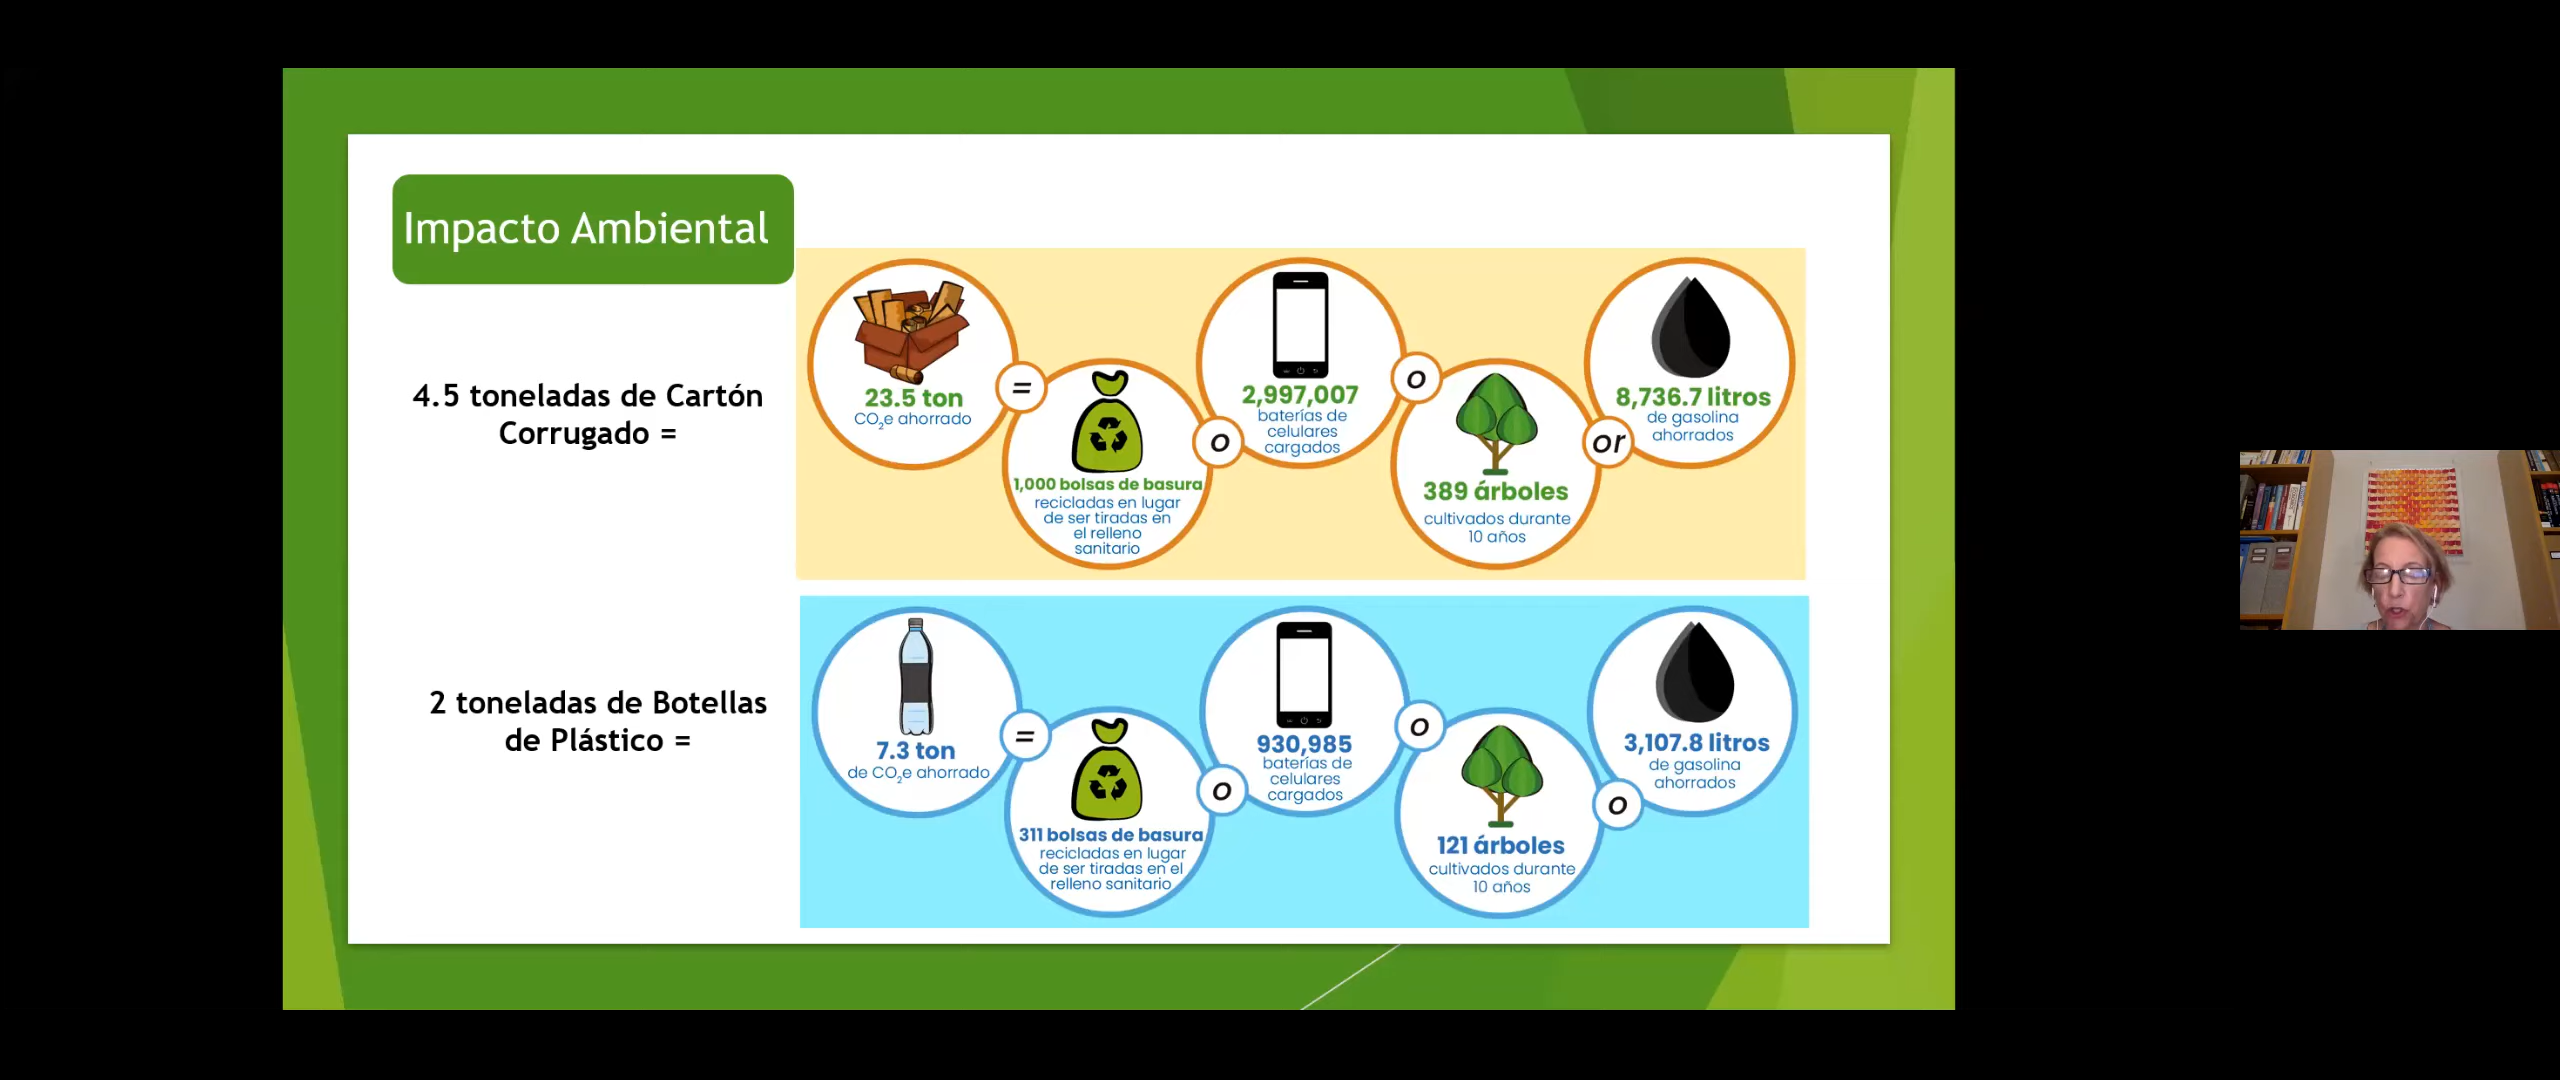 Impacto Ambiental
4.5 toneladas de Cartón
Corrugado =
23.5 ton
CO₂e ahorrado
=
1,000 bolsas de basura
recicladas en lugar
de ser tiradas en
el relleno
sanitario
o
2,997,007
baterías de
celulares
cargados
o
389 árboles
cultivados durante
10 años
or
8,736.7 litros
de gasolina
ahorrados
2 toneladas de Botellas
de Plástico =
7.3 ton
de CO₂e ahorrado
=
311 bolsas de basura
recicladas en lugar
de ser tiradas en el
relleno sanitario
o
930,985
baterías de
celulares
cargados
o
121 árboles
cultivados durante
10 años
o
3,107.8 litros
de gasolina
ahorrados